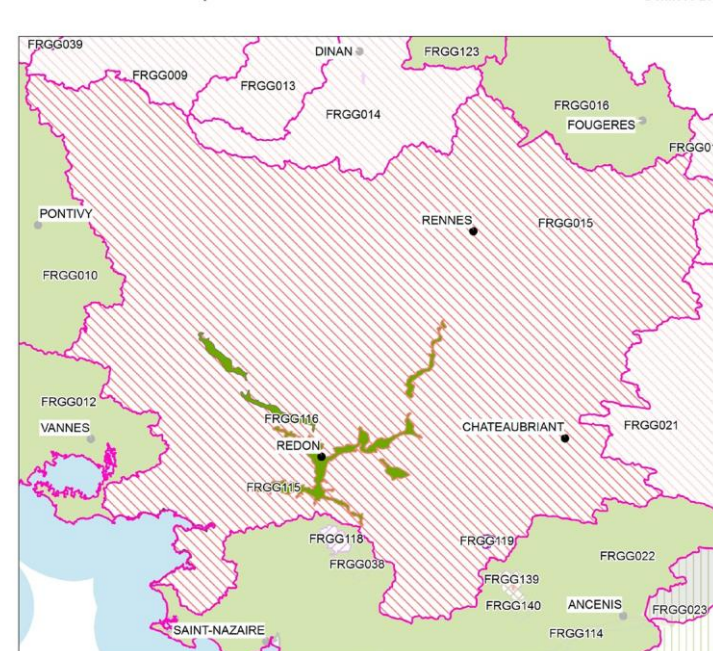 FRGG039
DINAN
FRGG123
FRGG009
FRGG013
FRGG016
FRGG014
FOUGERES
PONTIVY
RENNES
FRGG015
FRGG010
FRGG012
FRGG116
FRGG021
VANNES
CHATEAUBRIANT
REDON
FRGG115
FRGG118
FRGG119
FRGG038
FRGG022
FRGG139
FRGG140
ANCENIS
FRGG023
SAINT-NAZAIRE
FRGG114